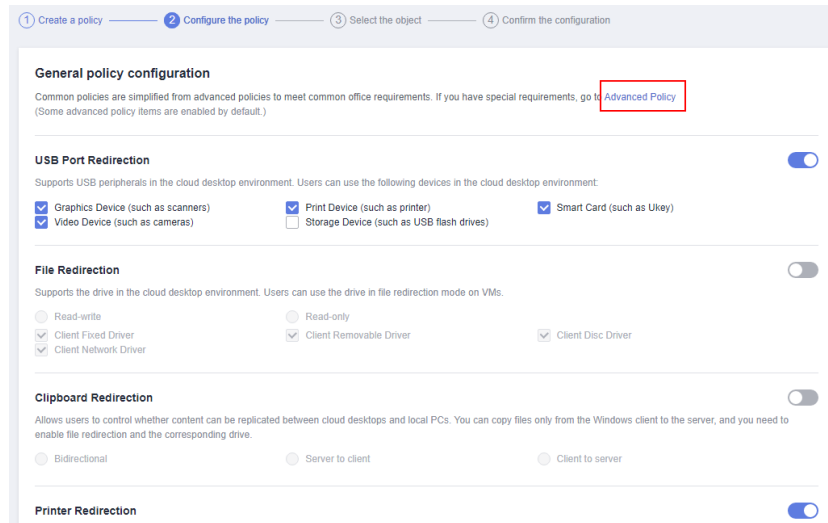 1 Create a policy 2 Configure the policy 3 Select the object 4 Confirm the configuration
General policy configuration
Common policies are simplified from advanced policies to meet common office requirements. If you have special requirements, go to Advanced Policy
(Some advanced policy items are enabled by default.)
USB Port Redirection
Supports USB peripherals in the cloud desktop environment. Users can use the following devices in the cloud desktop environment:
Graphics Device (such as scanners) Print Device (such as printer) Smart Card (such as Ukey)
Video Device (such as cameras) Storage Device (such as USB flash drives)
File Redirection
Supports the drive in the cloud desktop environment. Users can use the drive in file redirection mode on VMs.
Read-write Read-only
Client Fixed Driver Client Removable Driver Client Disc Driver
Client Network Driver
Clipboard Redirection
Allows users to control whether content can be replicated between cloud desktops and local PCs. You can copy files only from the Windows client to the server, and you need to
enable file redirection and the corresponding drive.
Bidirectional Server to client Client to server
Printer Redirection